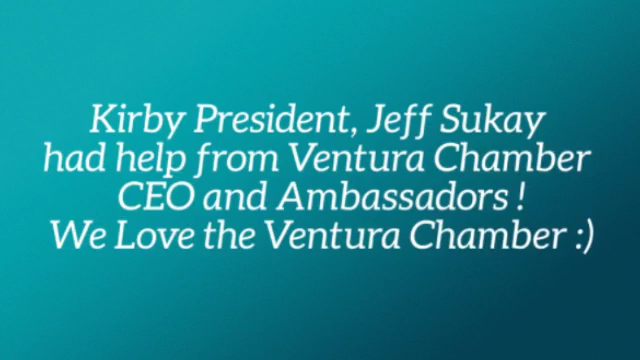 Kirby President, Jeff Sukay
had help from Ventura Chamber
CEO and Ambassadors !
We Love the Ventura Chamber :)